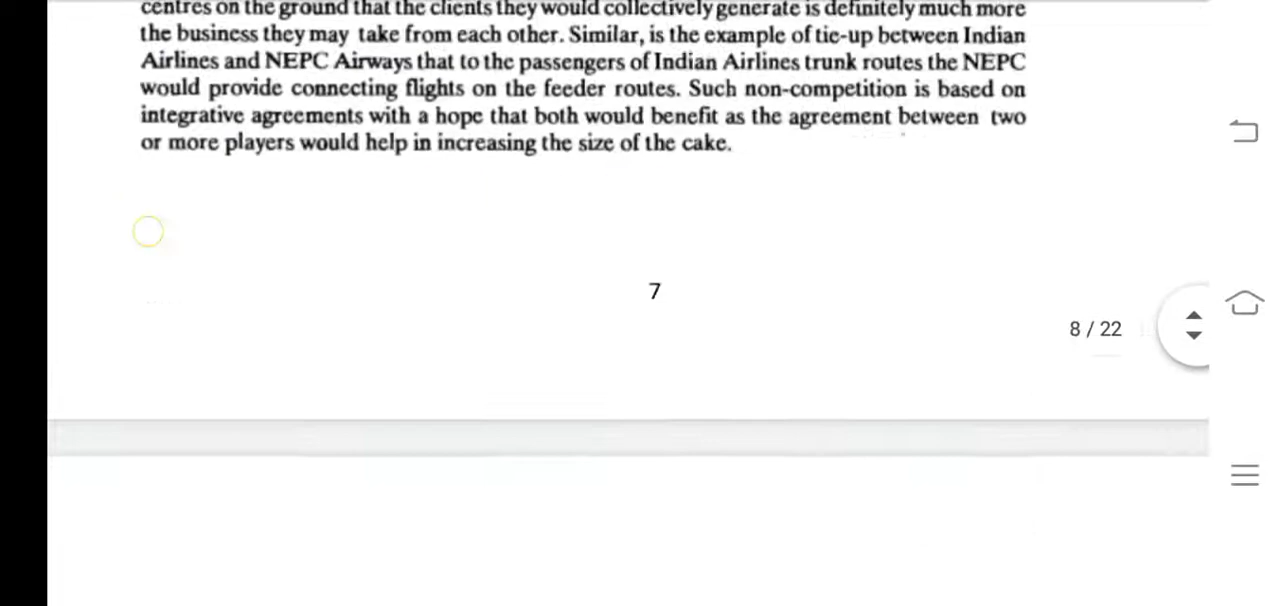 centres on the ground that the clients they would collectively generate is definitely much more
the business they may take from each other. Similar, is the example of tie-up between Indian
Airlines and NEPC Airways that to the passengers of Indian Airlines trunk routes the NEPC
would provide connecting flights on the feeder routes. Such non-competition is based on
integrative agreements with a hope that both would benefit as the agreement between two
or more players would help in increasing the size of the cake.
7
8 / 22